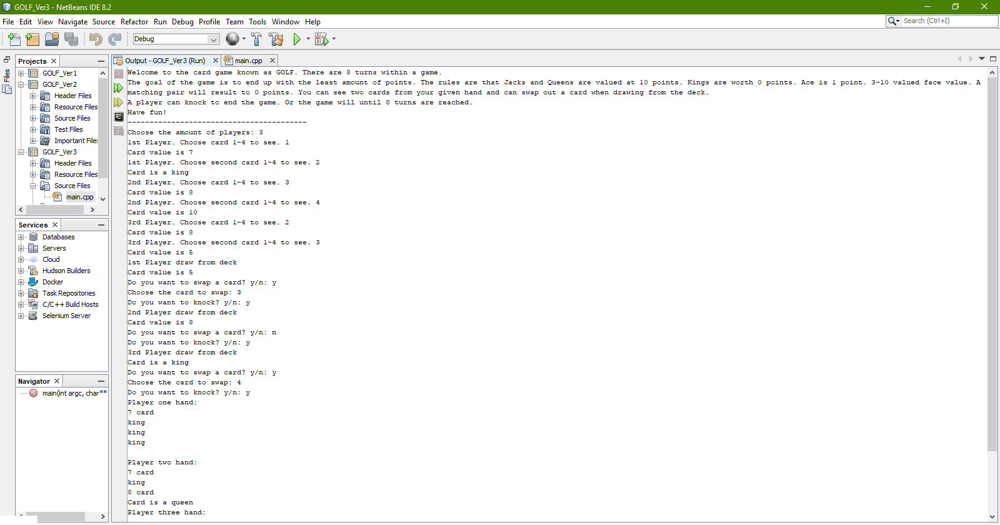 GOLF_Ver3 - NetBeans IDE 8.2
File Edit View Navigate Source Refactor Run Debug Profile Team Tools Window Help
Search (Ctrl+I)
Debug
Files
Projects
GOLF_Ver1
GOLF_Ver2
Header Files
Resource Files
Source Files
Test Files
Important Files
GOLF_Ver3
Header Files
Resource Files
Source Files
main.cpp
Services
Databases
Servers
Cloud
Hudson Builders
Docker
Task Repositories
C/C++ Build Hosts
Selenium Server
Navigator
main(int argc, char**
Output - GOLF_Ver3 (Run)
main.cpp
Welcome to the card game known as GOLF. There are 8 turns within a game.
The goal of the game is to end up with the least amount of points. The rules are that Jacks and Queens are valued at 10 points. Kings are worth 0 points. Ace is 1 point. 3-10 valued face value. A
matching pair will result to 0 points. You can see two cards from your given hand and can swap out a card when drawing from the deck.
A player can knock to end the game. Or the game will until 8 turns are reached.
Have fun!
-----------------------------------------
Choose the amount of players: 3
1st Player. Choose card 1-4 to see. 1
Card value is 7
1st Player. Choose second card 1-4 to see. 2
Card is a king
2nd Player. Choose card 1-4 to see. 3
Card value is 8
2nd Player. Choose second card 1-4 to see. 4
Card value is 10
3rd Player. Choose card 1-4 to see. 2
Card value is 8
3rd Player. Choose second card 1-4 to see. 3
Card value is 5
1st Player draw from deck
Card value is 5
Do you want to swap a card? y/n: y
Choose the card to swap: 3
Do you want to knock? y/n: y
2nd Player draw from deck
Card value is 8
Do you want to swap a card? y/n: n
Do you want to knock? y/n: y
3rd Player draw from deck
Card is a king
Do you want to swap a card? y/n: y
Choose the card to swap: 4
Do you want to knock? y/n: y
Player one hand:
7 card
king
king
king
Player two hand:
7 card
king
8 card
Card is a queen
Player three hand: